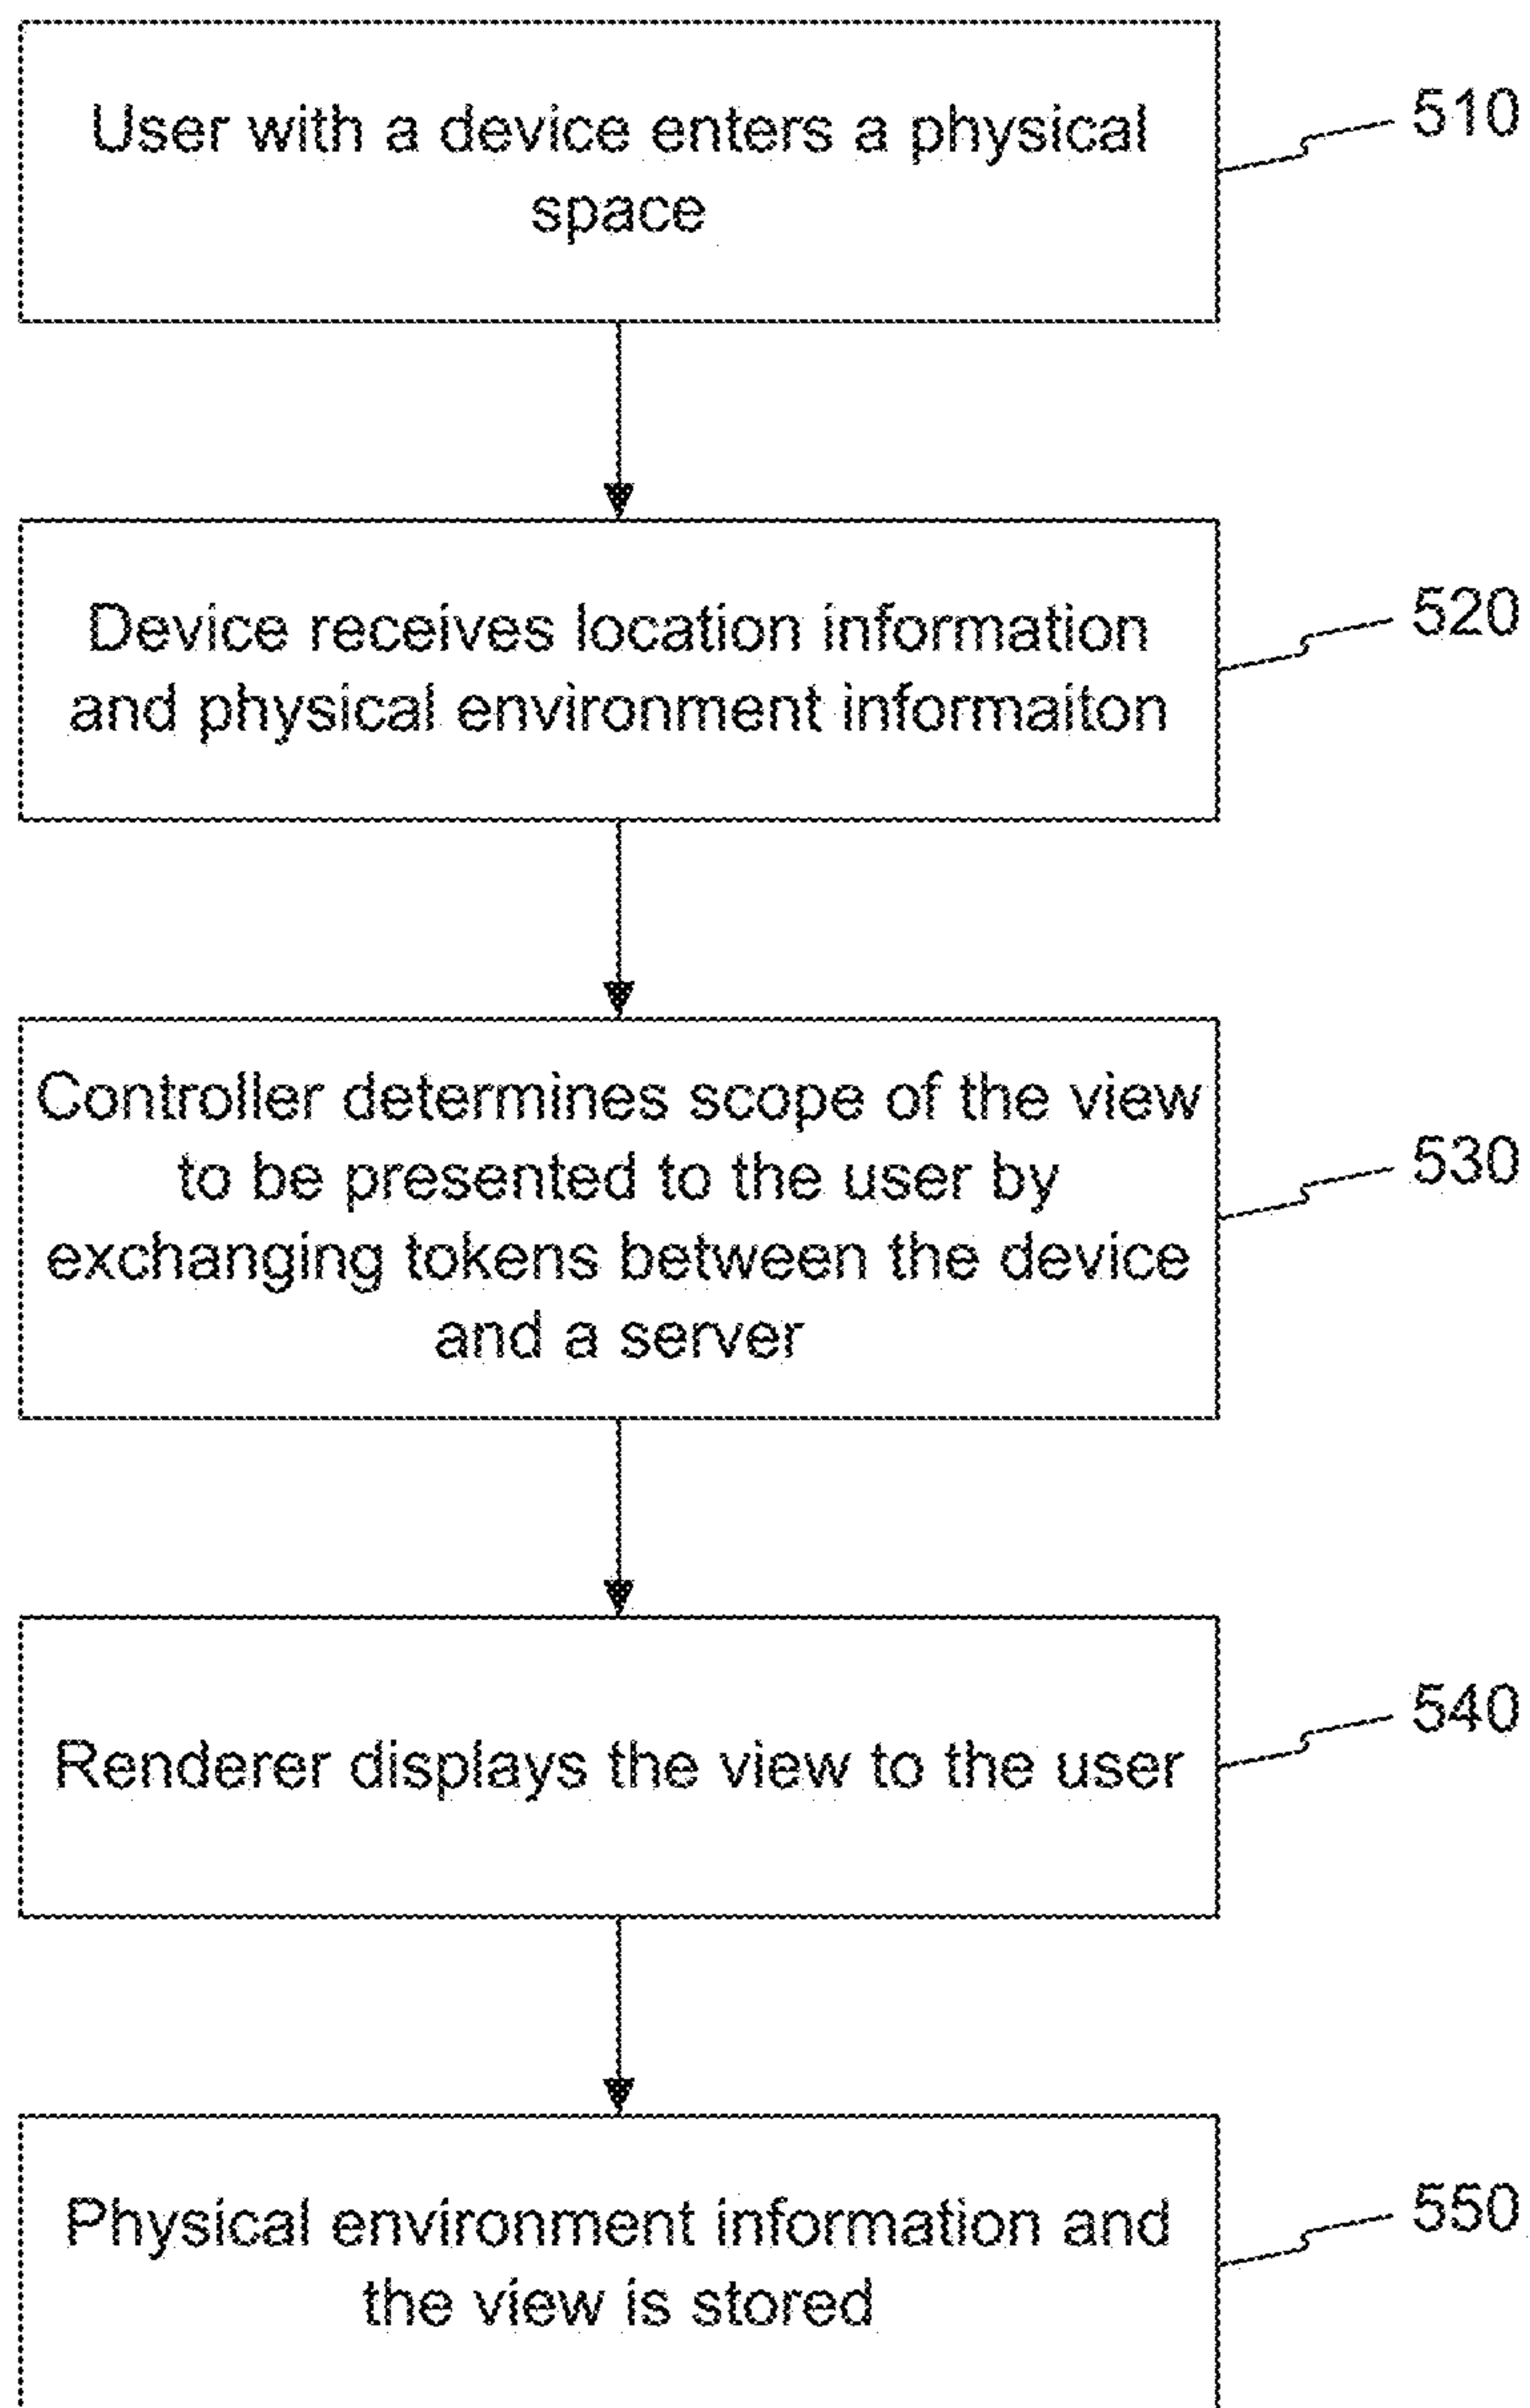 User with a device enters a physical
space
510
Device receives location information
and physical environment informaiton
520
Controller determines scope of the view
to be presented to the user by
exchanging tokens between the device
and a server
530
Renderer displays the view to the user
540
Physical environment information and
the view is stored
550